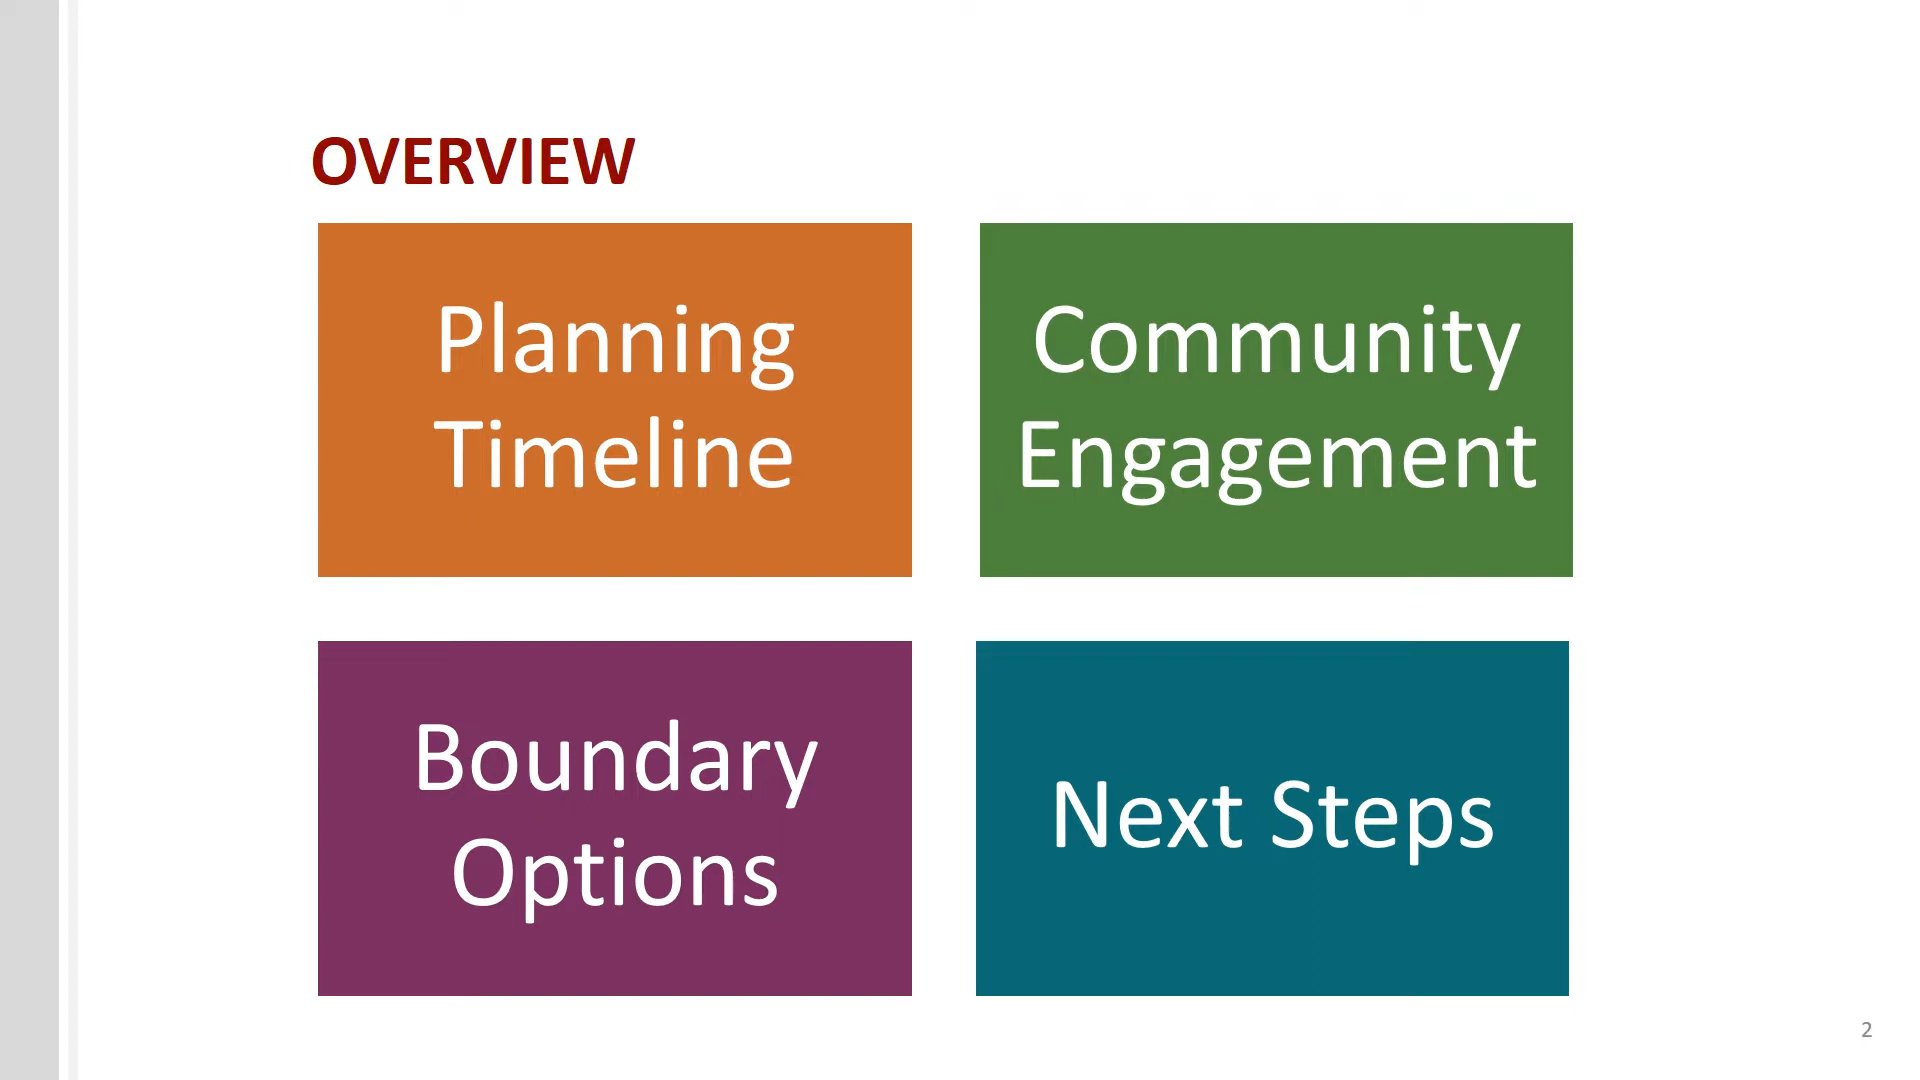 OVERVIEW
Planning
Timeline
Community
Engagement
Boundary
Options
Next Steps
2